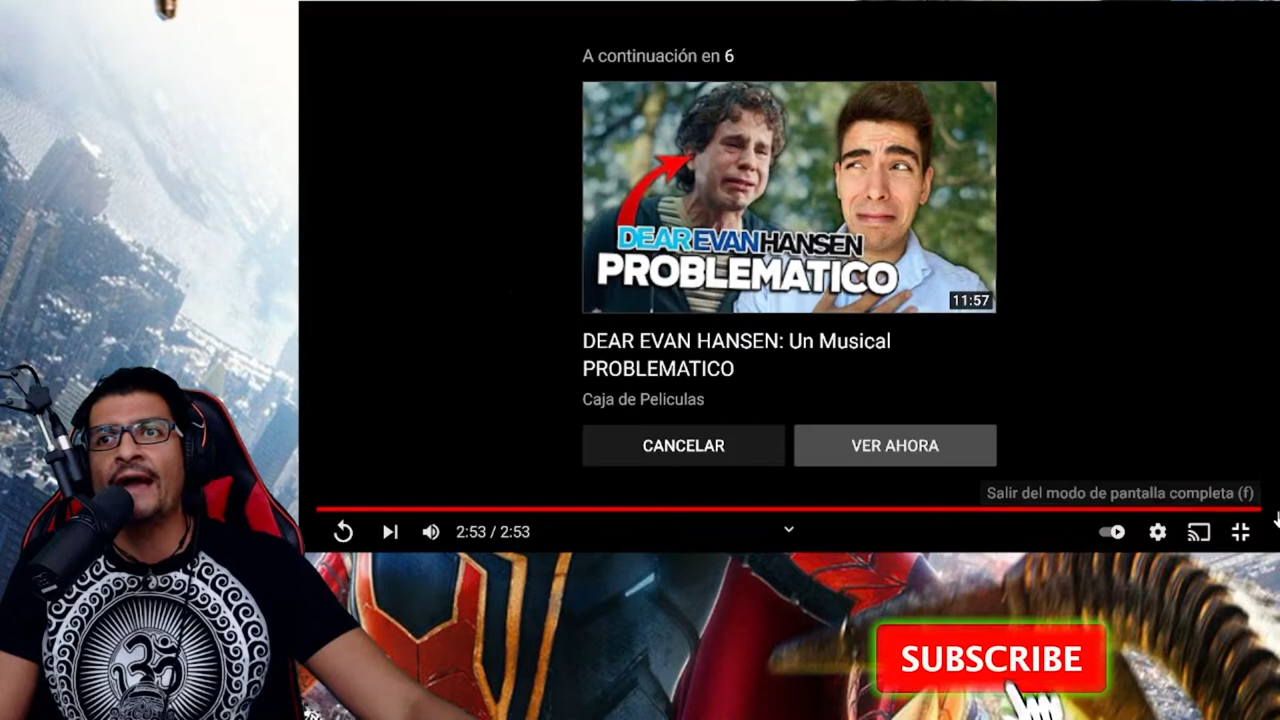 A continuación en 6
DEAR EVAN HANSEN
PROBLEMATICO
11:57
DEAR EVAN HANSEN: Un Musical
PROBLEMATICO
Caja de Peliculas
CANCELAR
VER AHORA
Salir del modo de pantalla completa (f)
2:53 / 2:53
SUBSCRIBE